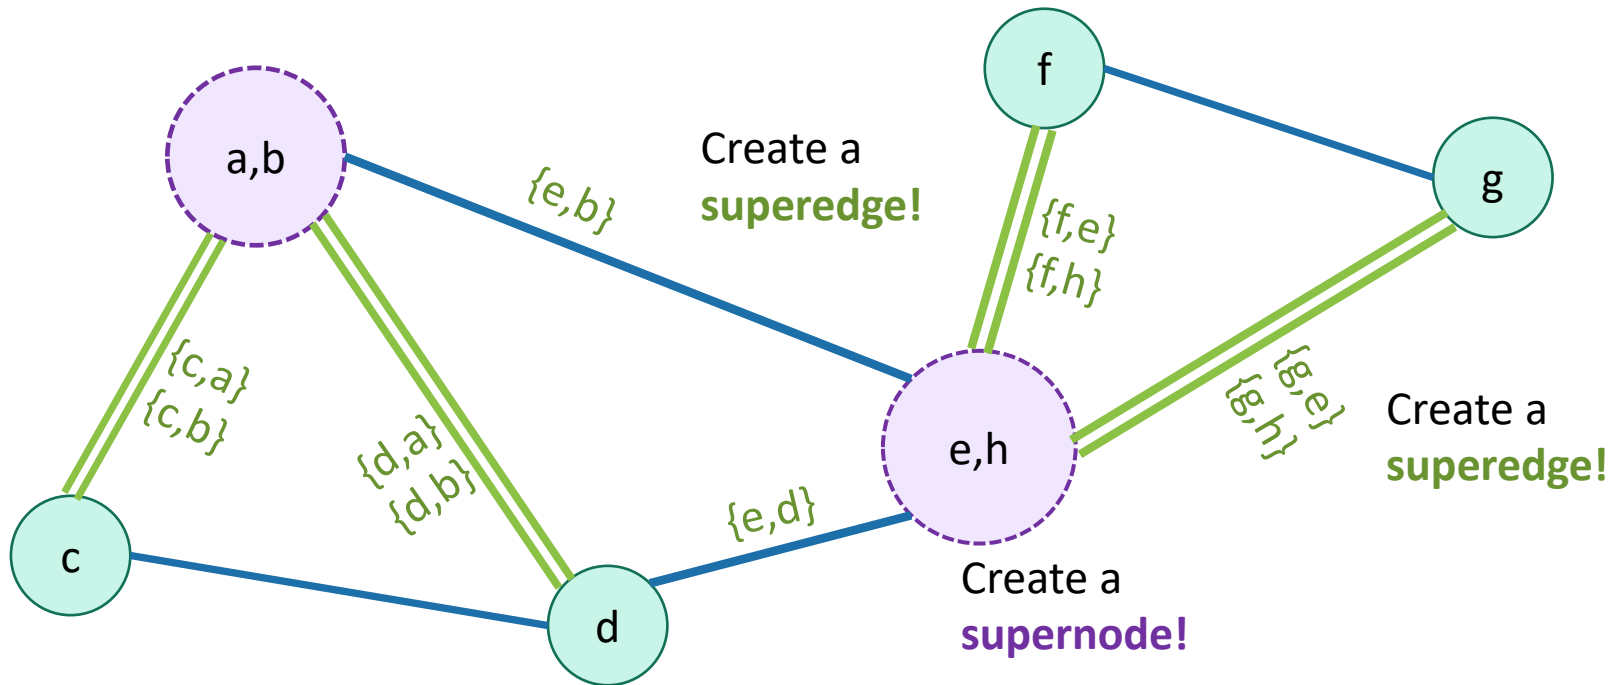 f
a,b
Create a
superedge!
g
{e,b}
{f,e}
{f,h}
{c,a}
{c,b}
{d,a}
{d,b}
{g,e}
{g,h}
Create a
superedge!
e,h
{e,d}
c
Create a
supernode!
d